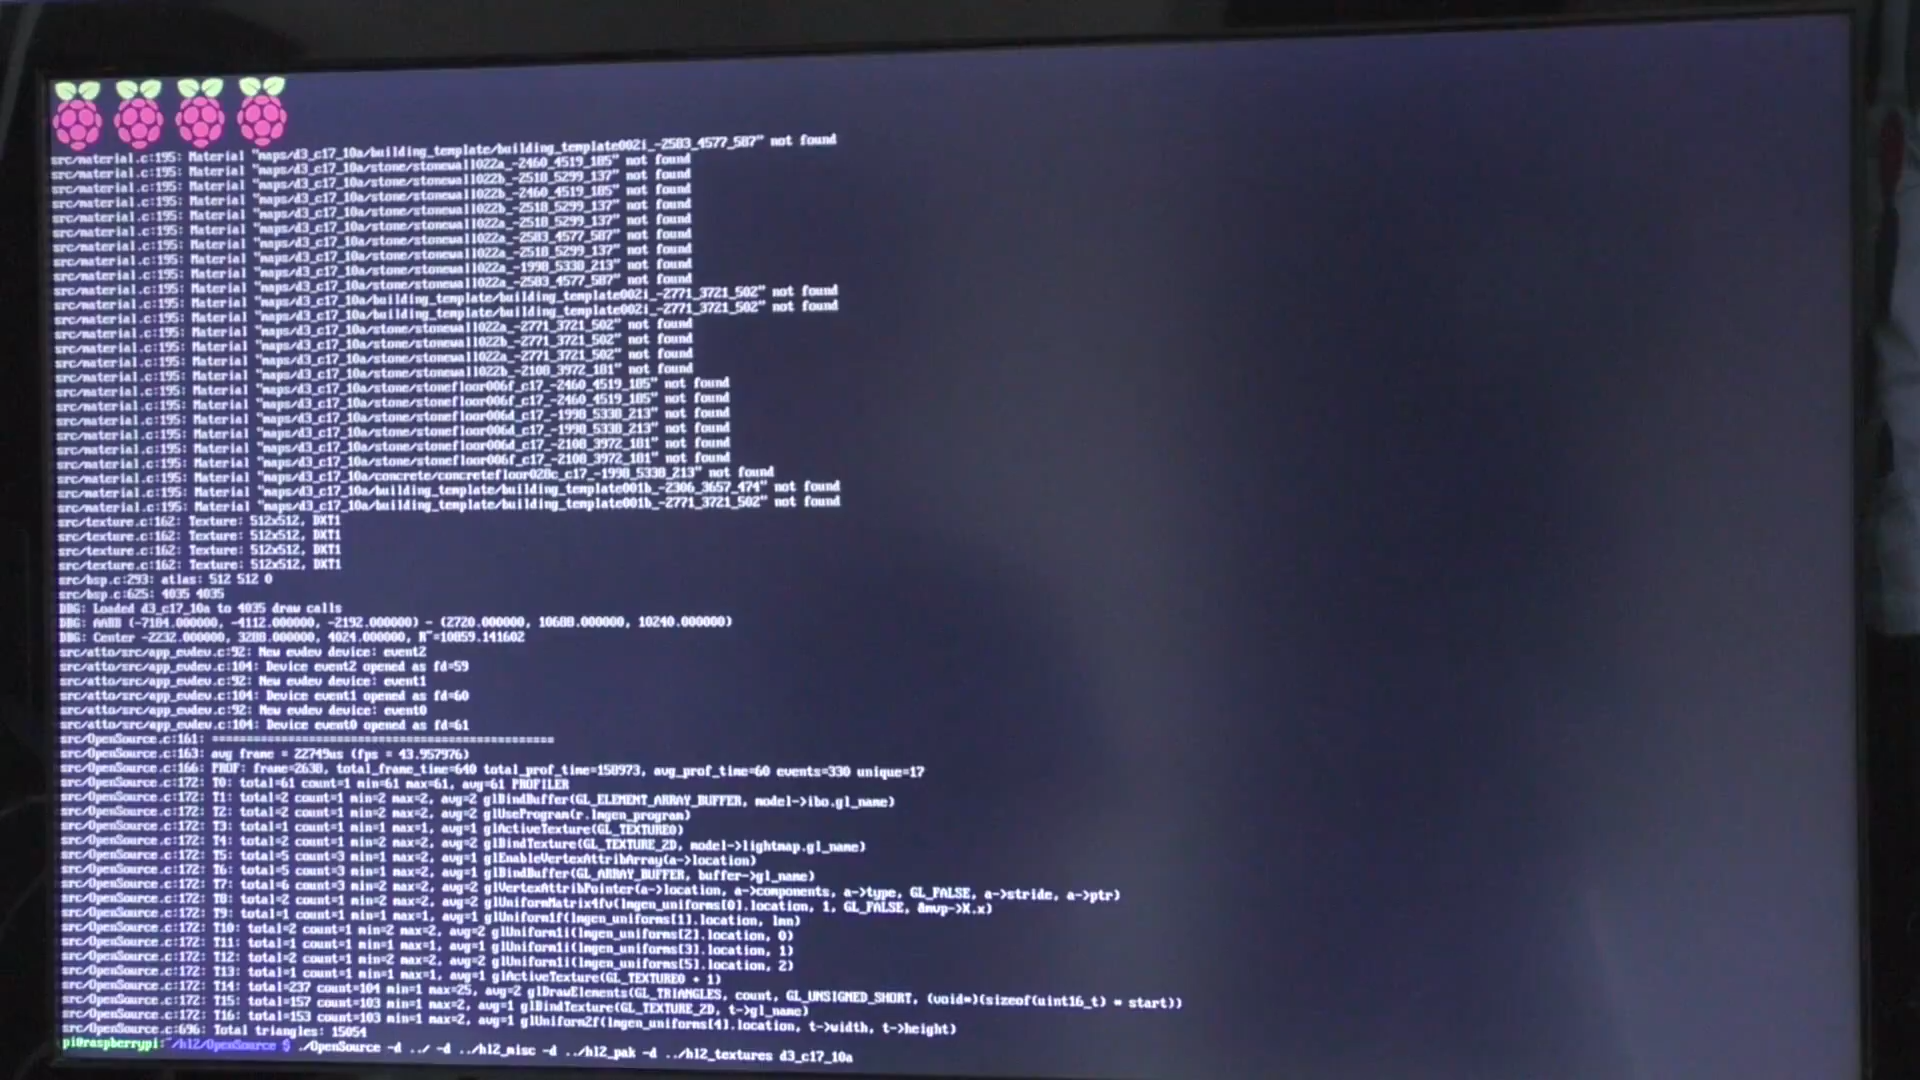 src/material.c:195: Material "maps/d3_c17_10a/building_template/building_template002i_-2583_4577_587" not found
src/material.c:195: Material "maps/d3_c17_10a/stone/stonewall022a_-2460_4519_185" not found
src/material.c:195: Material "maps/d3_c17_10a/stone/stonewall022b_-2518_5299_137" not found
src/material.c:195: Material "maps/d3_c17_10a/stone/stonewall022b_-2460_4519_185" not found
src/material.c:195: Material "maps/d3_c17_10a/stone/stonewall022b_-2518_5299_137" not found
src/material.c:195: Material "maps/d3_c17_10a/stone/stonewall022a_-2518_5299_137" not found
src/material.c:195: Material "maps/d3_c17_10a/stone/stonewall022a_-2583_4577_587" not found
src/material.c:195: Material "maps/d3_c17_10a/stone/stonewall022a_-2518_5299_137" not found
src/material.c:195: Material "maps/d3_c17_10a/stone/stonewall022a_-1998_5338_213" not found
src/material.c:195: Material "maps/d3_c17_10a/stone/stonewall022a_-2583_4577_587" not found
src/material.c:195: Material "maps/d3_c17_10a/building_template/building_template002i_-2771_3721_502" not found
src/material.c:195: Material "maps/d3_c17_10a/building_template/building_template002i_-2771_3721_502" not found
src/material.c:195: Material "maps/d3_c17_10a/stone/stonewall022a_-2771_3721_502" not found
src/material.c:195: Material "maps/d3_c17_10a/stone/stonewall022b_-2771_3721_502" not found
src/material.c:195: Material "maps/d3_c17_10a/stone/stonewall022a_-2771_3721_502" not found
src/material.c:195: Material "maps/d3_c17_10a/stone/stonewall022b_-2108_3972_181" not found
src/material.c:195: Material "maps/d3_c17_10a/stone/stonefloor006f_c17_-2460_4519_185" not found
src/material.c:195: Material "maps/d3_c17_10a/stone/stonefloor006f_c17_-2460_4519_185" not found
src/material.c:195: Material "maps/d3_c17_10a/stone/stonefloor006d_c17_-1998_5338_213" not found
src/material.c:195: Material "maps/d3_c17_10a/stone/stonefloor006d_c17_-1998_5338_213" not found
src/material.c:195: Material "maps/d3_c17_10a/stone/stonefloor006d_c17_-2108_3972_181" not found
src/material.c:195: Material "maps/d3_c17_10a/stone/stonefloor006f_c17_-2108_3972_181" not found
src/material.c:195: Material "maps/d3_c17_10a/concrete/concretefloor028c_c17_-1998_5338_213" not found
src/material.c:195: Material "maps/d3_c17_10a/building_template/building_template001b_-2306_3657_474" not found
src/material.c:195: Material "maps/d3_c17_10a/building_template/building_template001b_-2771_3721_502" not found
src/texture.c:162: Texture: 512x512, DXT1
src/texture.c:162: Texture: 512x512, DXT1
src/texture.c:162: Texture: 512x512, DXT1
src/texture.c:162: Texture: 512x512, DXT1
src/bsp.c:293: atlas: 512 512 0
src/bsp.c:625: 4035 4035
DBG: Loaded d3_c17_10a to 4035 draw calls
DBG: AABB (-7184.000000, -4112.000000, -2192.000000) - (2720.000000, 10688.000000, 10240.000000)
DBG: Center -2232.000000, 3288.000000, 4024.000000, R~=10859.141602
src/atto/src/app_evdev.c:92: New evdev device: event2
src/atto/src/app_evdev.c:104: Device event2 opened as fd=59
src/atto/src/app_evdev.c:92: New evdev device: event1
src/atto/src/app_evdev.c:104: Device event1 opened as fd=60
src/atto/src/app_evdev.c:92: New evdev device: event0
src/atto/src/app_evdev.c:104: Device event0 opened as fd=61
src/OpenSource.c:161: =================================================
src/OpenSource.c:163: avg frame = 22749us (fps = 43.957976)
src/OpenSource.c:166: PROF: frame=2638, total_frame_time=640 total_prof_time=158973, avg_prof_time=60 events=330 unique=17
src/OpenSource.c:172: T0: total=61 count=1 min=61 max=61, avg=61 PROFILER
src/OpenSource.c:172: T1: total=2 count=1 min=2 max=2, avg=2 glBindBuffer(GL_ELEMENT_ARRAY_BUFFER, model->ibo.gl_name)
src/OpenSource.c:172: T2: total=2 count=1 min=2 max=2, avg=2 glUseProgram(r.lmgen_program)
src/OpenSource.c:172: T3: total=1 count=1 min=1 max=1, avg=1 glActiveTexture(GL_TEXTURE0)
src/OpenSource.c:172: T4: total=2 count=1 min=2 max=2, avg=2 glBindTexture(GL_TEXTURE_2D, model->lightmap.gl_name)
src/OpenSource.c:172: T5: total=5 count=3 min=1 max=2, avg=1 glEnableVertexAttribArray(a->location)
src/OpenSource.c:172: T6: total=5 count=3 min=1 max=2, avg=1 glBindBuffer(GL_ARRAY_BUFFER, buffer->gl_name)
src/OpenSource.c:172: T7: total=6 count=3 min=2 max=2, avg=2 glVertexAttribPointer(a->location, a->components, a->type, GL_FALSE, a->stride, a->ptr)
src/OpenSource.c:172: T8: total=2 count=1 min=2 max=2, avg=2 glUniformMatrix4fv(lmgen_uniforms[0].location, 1, GL_FALSE, &mvp->X.x)
src/OpenSource.c:172: T9: total=1 count=1 min=1 max=1, avg=1 glUniform1f(lmgen_uniforms[1].location, lmn)
src/OpenSource.c:172: T10: total=2 count=1 min=2 max=2, avg=2 glUniform1i(lmgen_uniforms[2].location, 0)
src/OpenSource.c:172: T11: total=1 count=1 min=1 max=1, avg=1 glUniform1i(lmgen_uniforms[3].location, 1)
src/OpenSource.c:172: T12: total=2 count=1 min=2 max=2, avg=2 glUniform1i(lmgen_uniforms[5].location, 2)
src/OpenSource.c:172: T13: total=1 count=1 min=1 max=1, avg=1 glActiveTexture(GL_TEXTURE0 + 1)
src/OpenSource.c:172: T14: total=237 count=104 min=1 max=25, avg=2 glDrawElements(GL_TRIANGLES, count, GL_UNSIGNED_SHORT, (void*)(sizeof(uint16_t) * start))
src/OpenSource.c:172: T15: total=157 count=103 min=1 max=2, avg=1 glBindTexture(GL_TEXTURE_2D, t->gl_name)
src/OpenSource.c:172: T16: total=153 count=103 min=1 max=2, avg=1 glUniform2f(lmgen_uniforms[4].location, t->width, t->height)
src/OpenSource.c:696: Total triangles: 15054
pi@raspberrypi:~/hl2/OpenSource $ ./OpenSource -d ../ -d ../hl2_misc -d ../hl2_pak -d ../hl2_textures d3_c17_10a